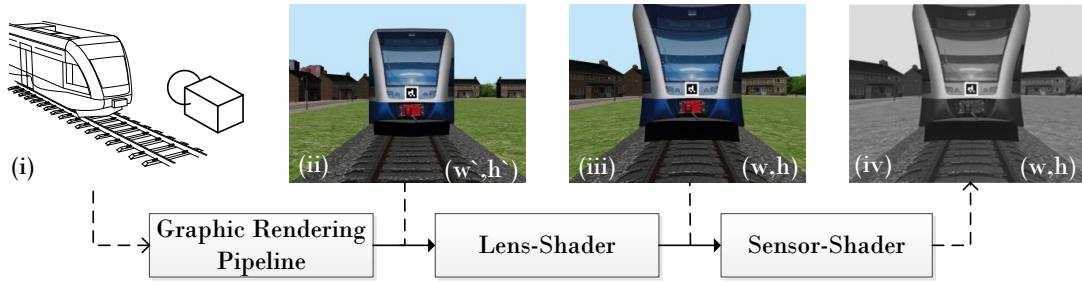 (i)
(ii)
(w`,h`)
(iii)
(w,h)
(iv)
(w,h)
Graphic Rendering
Pipeline
Lens-Shader
Sensor-Shader